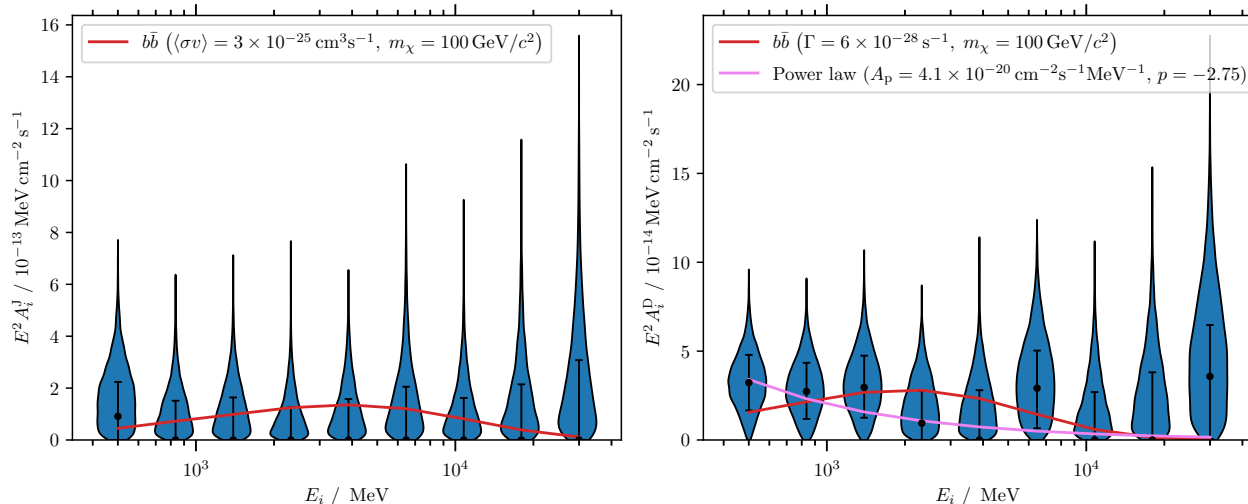 16
14
12
10
8
6
4
2
0
E² A_i^J / 10⁻¹³ MeV cm⁻² s⁻¹
bb̄ (⟨σv⟩ = 3 × 10⁻²⁵ cm³s⁻¹, m_χ = 100 GeV/c²)
10³
10⁴
E_i / MeV
20
15
10
5
0
E² A_i^D / 10⁻¹⁴ MeV cm⁻² s⁻¹
bb̄ (Γ = 6 × 10⁻²⁸ s⁻¹, m_χ = 100 GeV/c²)
Power law (A_p = 4.1 × 10⁻²⁰ cm⁻²s⁻¹MeV⁻¹, p = −2.75)
10³
10⁴
E_i / MeV